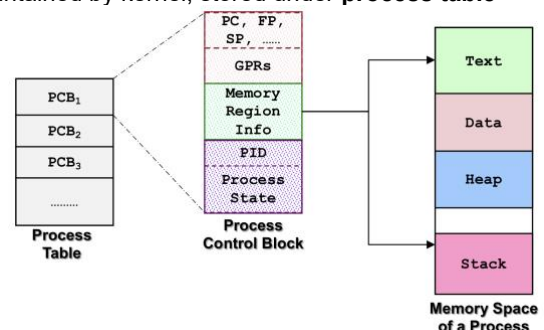 ntained by kernel, stored under process table
PC, FP,
SP, ……
GPRs
Memory
Region
Info
PID
Process
State
Process
Control Block
PCB₁
PCB₂
PCB₃
………
Process
Table
Text
Data
Heap
Stack
Memory Space
of a Process